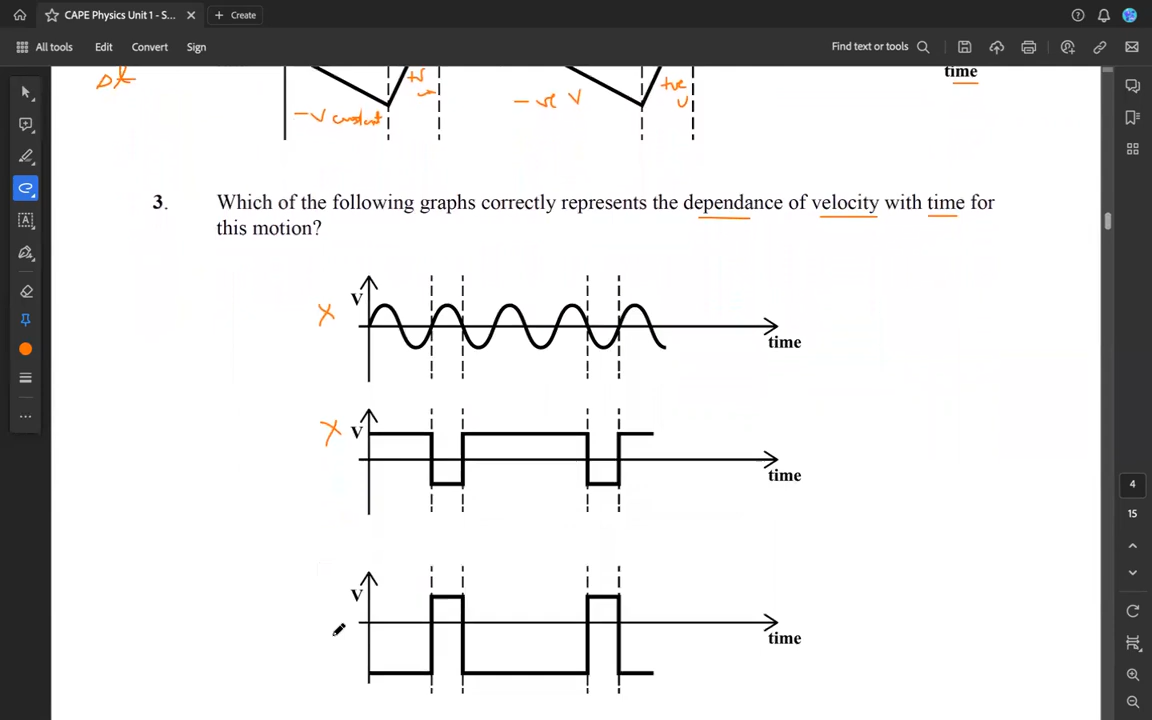 CAPE Physics Unit 1 - S...
Create
All tools
Edit
Convert
Sign
Find text or tools
Δt
-V constant
+v
-ve V
+ve
v
time
3. Which of the following graphs correctly represents the dependance of velocity with time for
this motion?
X
V
time
X
V
time
V
time
4
15